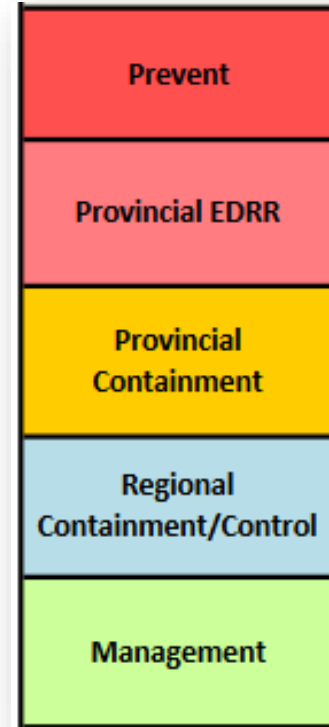 Prevent
Provincial EDRR
Provincial
Containment
Regional
Containment/Control
Management